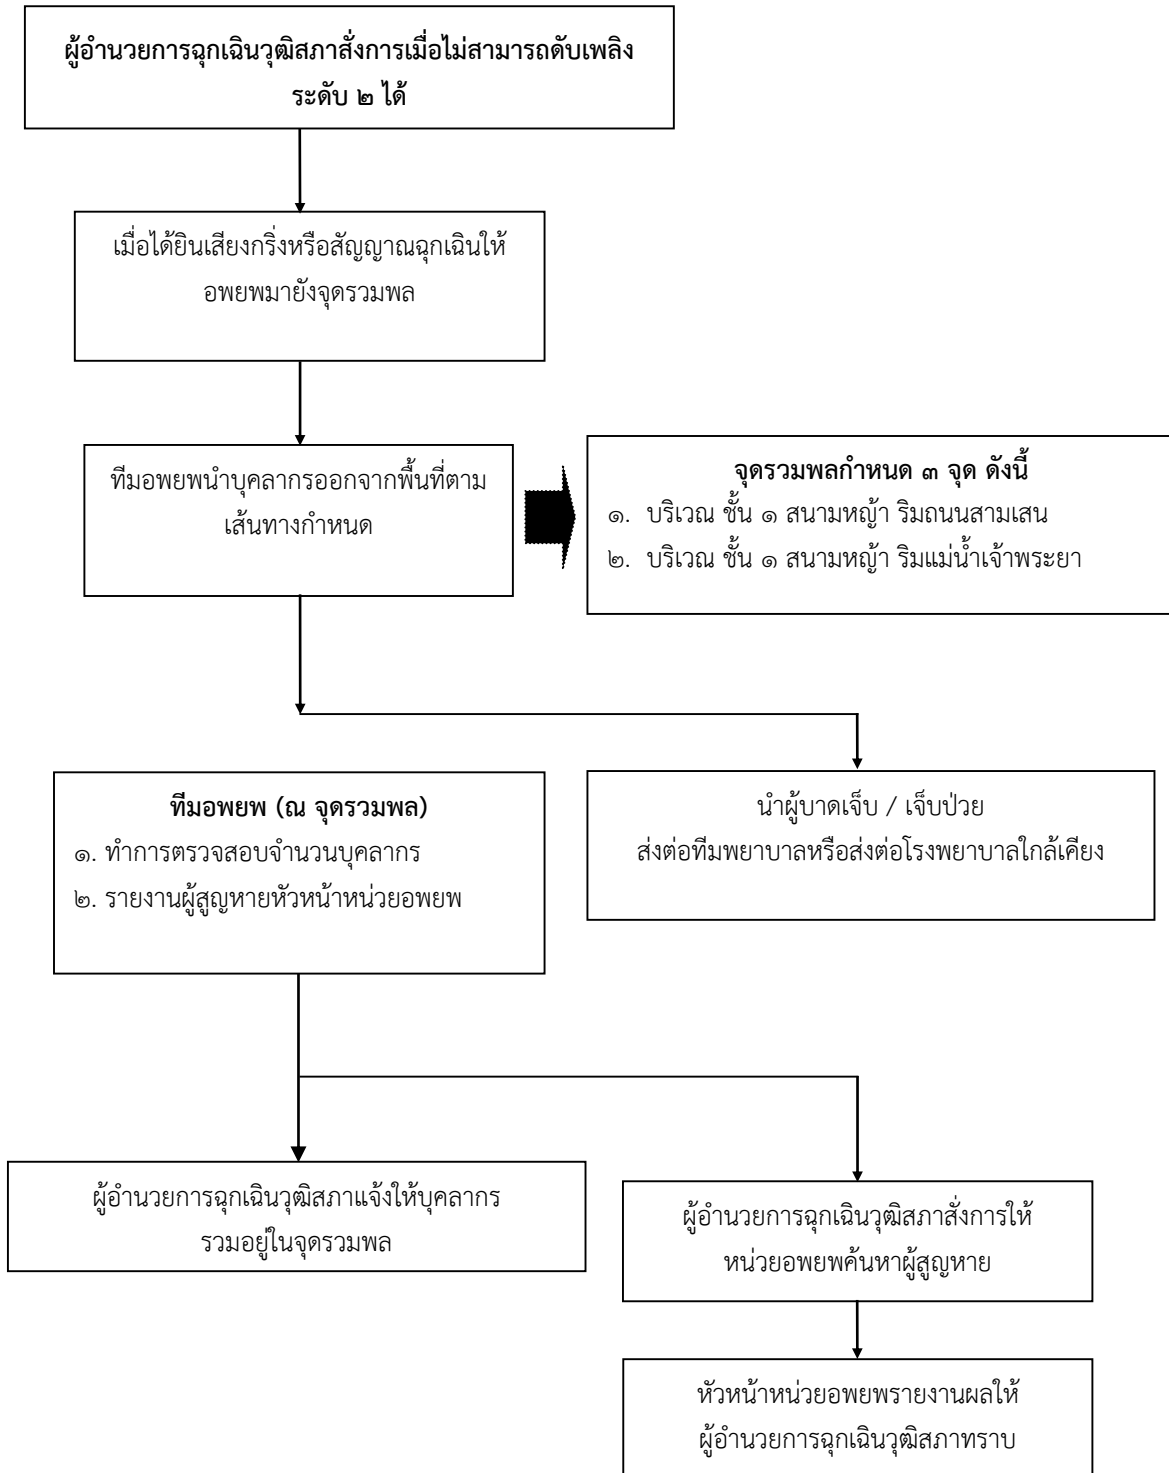 ผู้อำนวยการฉุกเฉินวุฒิสภาสั่งการเมื่อไม่สามารถดับเพลิง
ระดับ ๒ ได้
เมื่อได้ยินเสียงกริ่งหรือสัญญาณฉุกเฉินให้
อพยพมายังจุดรวมพล
ทีมอพยพนำบุคลากรออกจากพื้นที่ตาม
เส้นทางกำหนด
จุดรวมพลกำหนด ๓ จุด ดังนี้
๑. บริเวณ ชั้น ๑ สนามหญ้า ริมถนนสามเสน
๒. บริเวณ ชั้น ๑ สนามหญ้า ริมแม่น้ำเจ้าพระยา
ทีมอพยพ (ณ จุดรวมพล)
๑. ทำการตรวจสอบจำนวนบุคลากร
๒. รายงานผู้สูญหายหัวหน้าหน่วยอพยพ
นำผู้บาดเจ็บ / เจ็บป่วย
ส่งต่อทีมพยาบาลหรือส่งต่อโรงพยาบาลใกล้เคียง
ผู้อำนวยการฉุกเฉินวุฒิสภาแจ้งให้บุคลากร
รวมอยู่ในจุดรวมพล
ผู้อำนวยการฉุกเฉินวุฒิสภาสั่งการให้
หน่วยอพยพค้นหาผู้สูญหาย
หัวหน้าหน่วยอพยพรายงานผลให้
ผู้อำนวยการฉุกเฉินวุฒิสภาทราบ